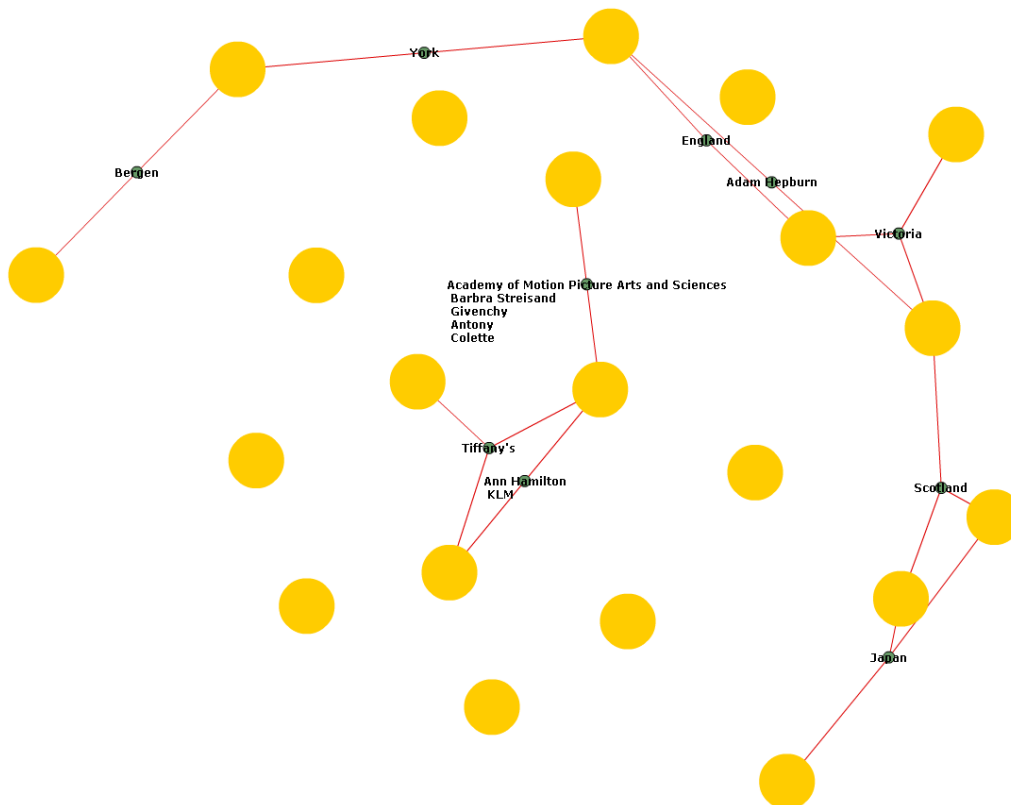 York
England
Bergen
Adam Hepburn
Victoria
Academy of Motion Picture Arts and Sciences
Barbra Streisand
Givenchy
Antony
Colette
Tiffany's
Ann Hamilton
KLM
Scotland
Japan